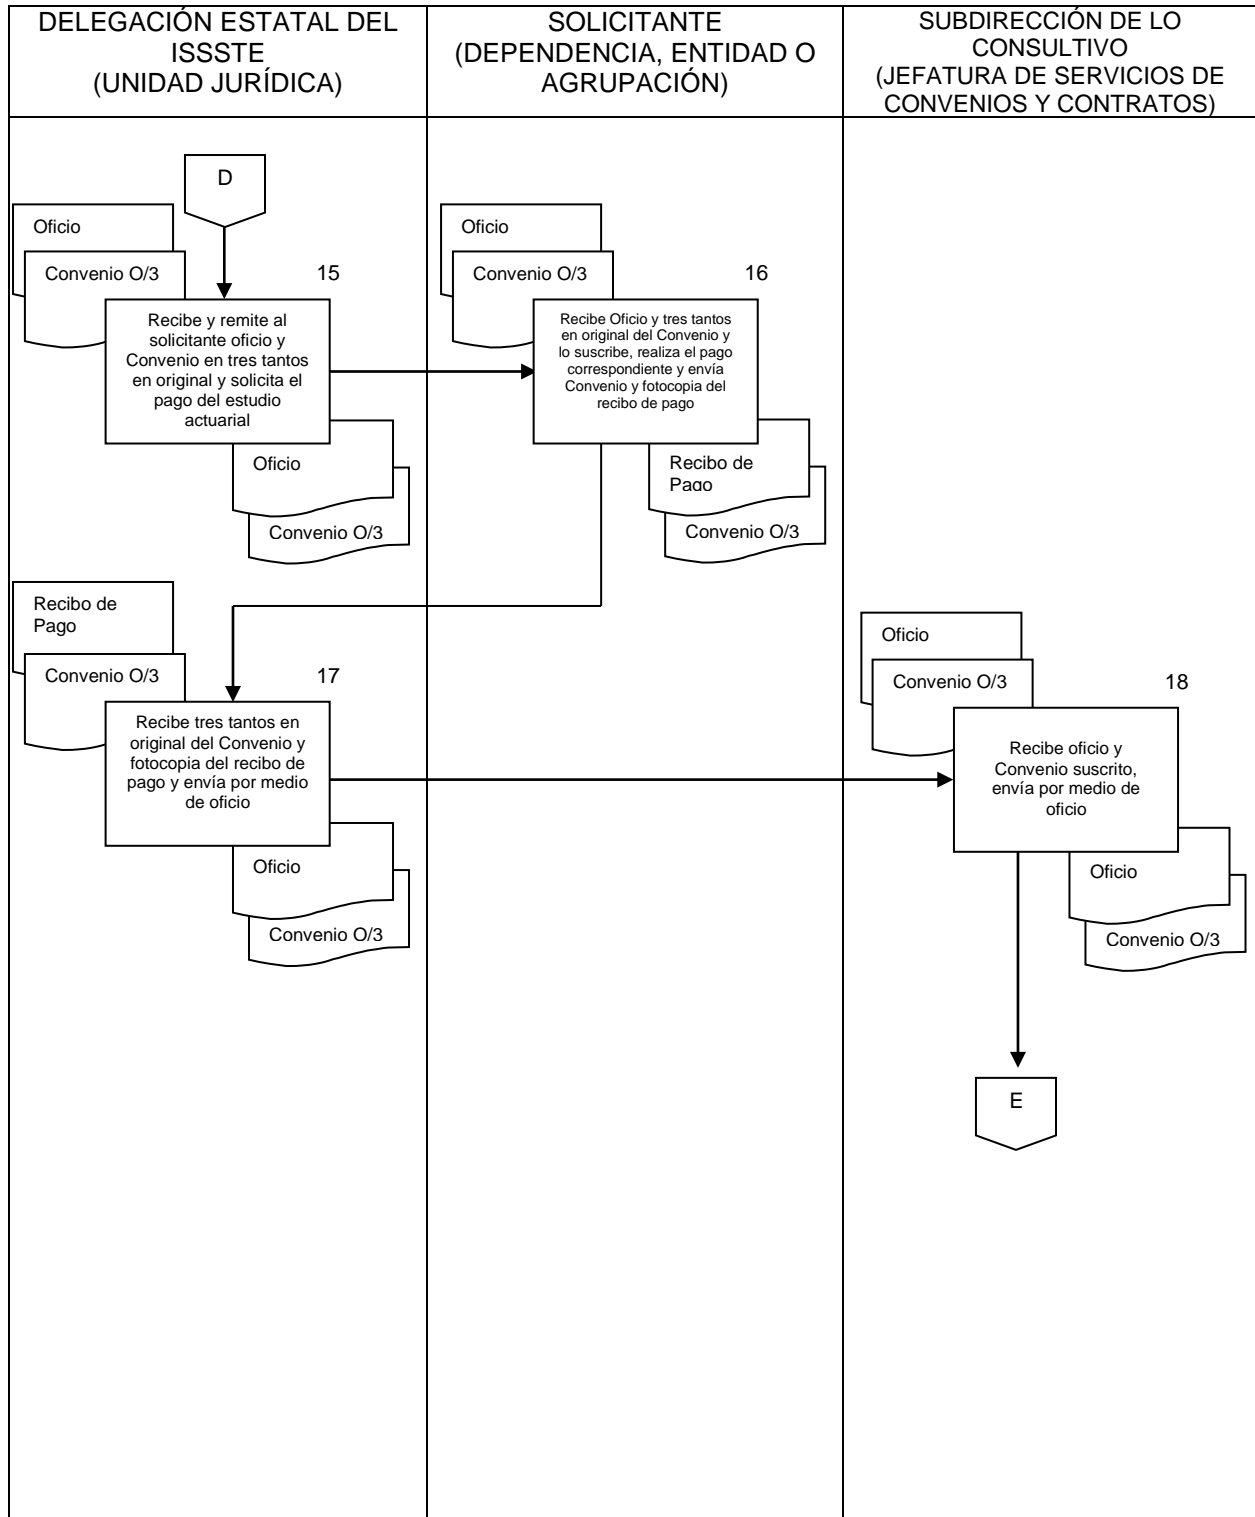 DELEGACIÓN ESTATAL DEL
ISSSTE
(UNIDAD JURÍDICA)
SOLICITANTE
(DEPENDENCIA, ENTIDAD O
AGRUPACIÓN)
SUBDIRECCIÓN DE LO
CONSULTIVO
(JEFATURA DE SERVICIOS DE
CONVENIOS Y CONTRATOS)
D
Oficio
Convenio O/3
15
Recibe y remite al
solicitante oficio y
Convenio en tres tantos
en original y solicita el
pago del estudio
actuarial
Oficio
Convenio O/3
Oficio
Convenio O/3
16
Recibe Oficio y tres tantos
en original del Convenio y
lo suscribe, realiza el pago
correspondiente y envía
Convenio y fotocopia del
recibo de pago
Recibo de
Pago
Convenio O/3
Recibo de
Pago
Convenio O/3
17
Recibe tres tantos en
original del Convenio y
fotocopia del recibo de
pago y envía por medio
de oficio
Oficio
Convenio O/3
Oficio
Convenio O/3
18
Recibe oficio y
Convenio suscrito,
envía por medio de
oficio
Oficio
Convenio O/3
E